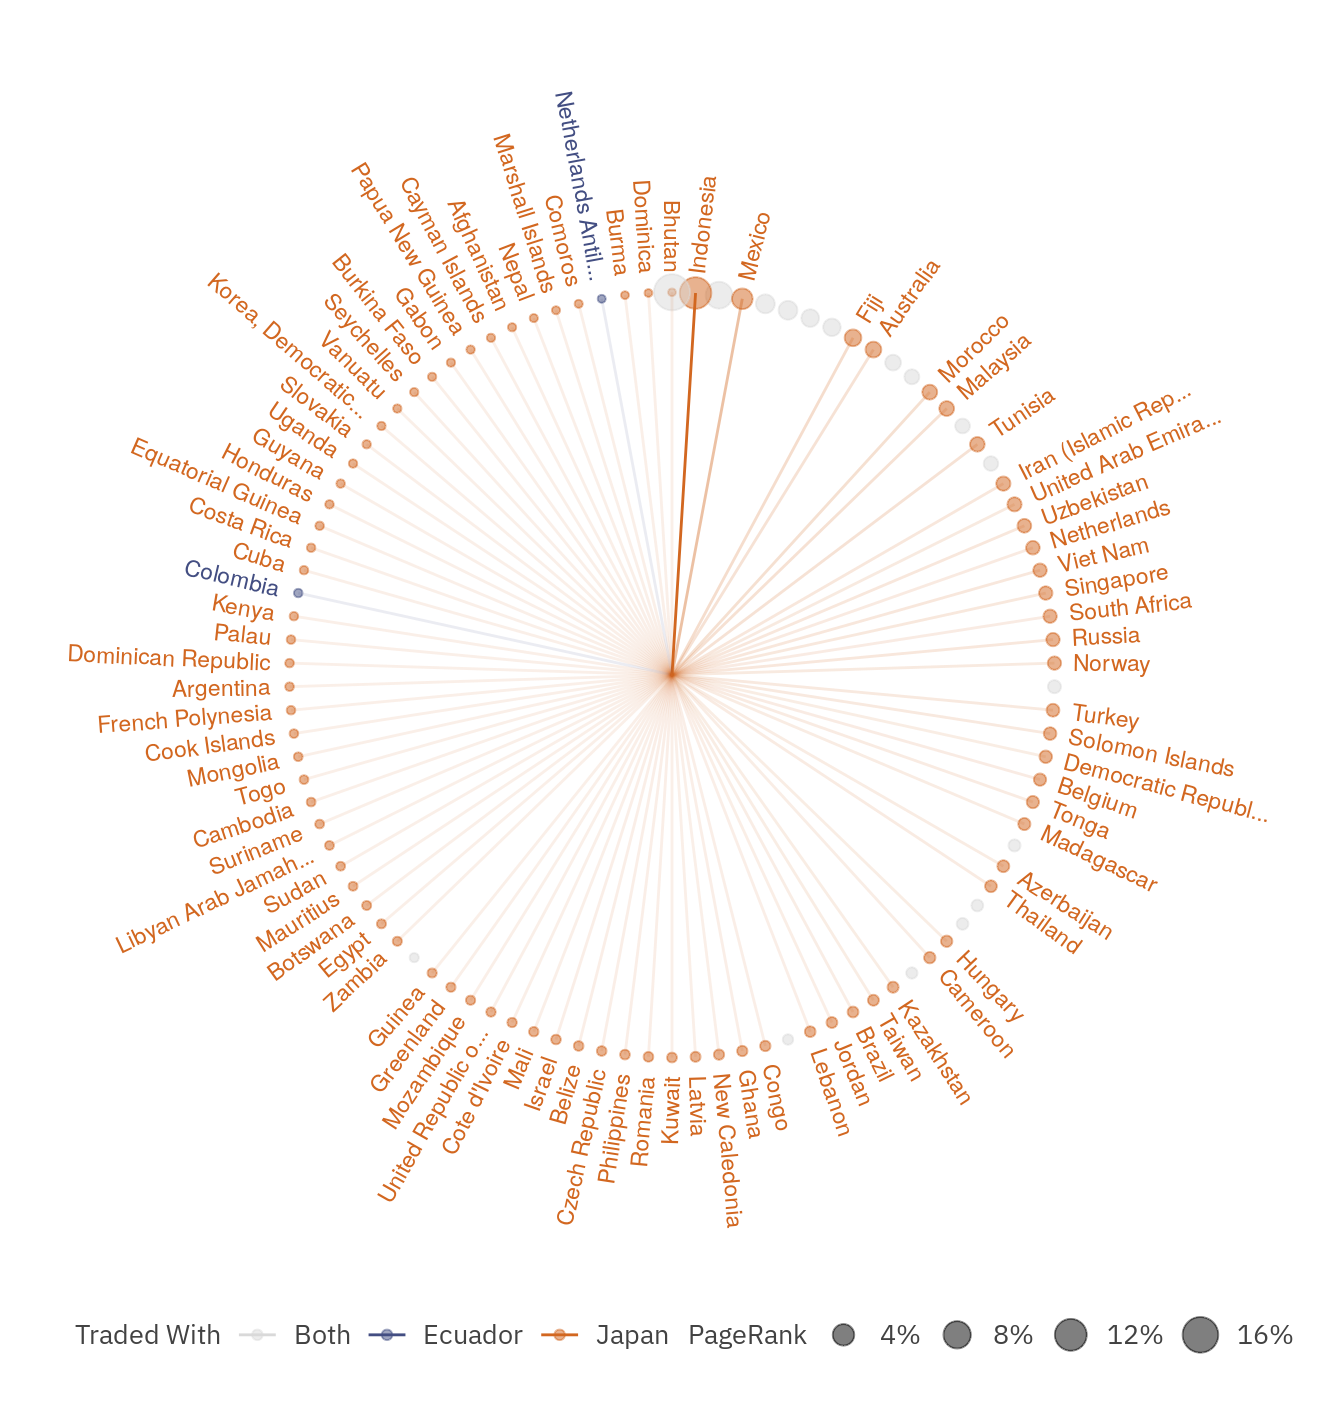 Bhutan
Indonesia
Mexico
Fiji
Australia
Morocco
Malaysia
Tunisia
Iran (Islamic Rep...
United Arab Emira...
Uzbekistan
Netherlands
Viet Nam
Singapore
South Africa
Russia
Norway
Turkey
Solomon Islands
Democratic Republ...
Belgium
Tonga
Madagascar
Azerbaijan
Thailand
Hungary
Cameroon
Kazakhstan
Taiwan
Brazil
Jordan
Lebanon
Congo
Ghana
New Caledonia
Latvia
Kuwait
Romania
Philippines
Czech Republic
Belize
Israel
Mali
Cote d'Ivoire
United Republic o...
Mozambique
Greenland
Guinea
Zambia
Egypt
Botswana
Mauritius
Sudan
Libyan Arab Jamah...
Suriname
Cambodia
Togo
Mongolia
Cook Islands
French Polynesia
Argentina
Dominican Republic
Palau
Kenya
Colombia
Cuba
Costa Rica
Equatorial Guinea
Honduras
Guyana
Uganda
Slovakia
Korea, Democratic...
Vanuatu
Seychelles
Burkina Faso
Gabon
Papua New Guinea
Cayman Islands
Afghanistan
Nepal
Marshall Islands
Comoros
Netherlands Antil...
Burma
Dominica
Traded With Both Ecuador Japan PageRank 4% 8% 12% 16%